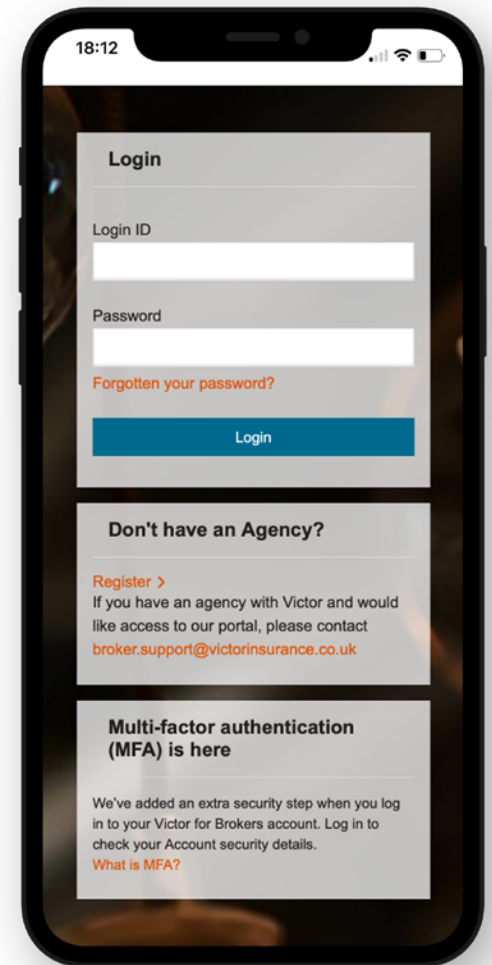 18:12
Login
Login ID
Password
Forgotten your password?
Login
Don't have an Agency?
Register >
If you have an agency with Victor and would
like access to our portal, please contact
broker.support@victorinsurance.co.uk
Multi-factor authentication
(MFA) is here
We've added an extra security step when you log
in to your Victor for Brokers account. Log in to
check your Account security details.
What is MFA?